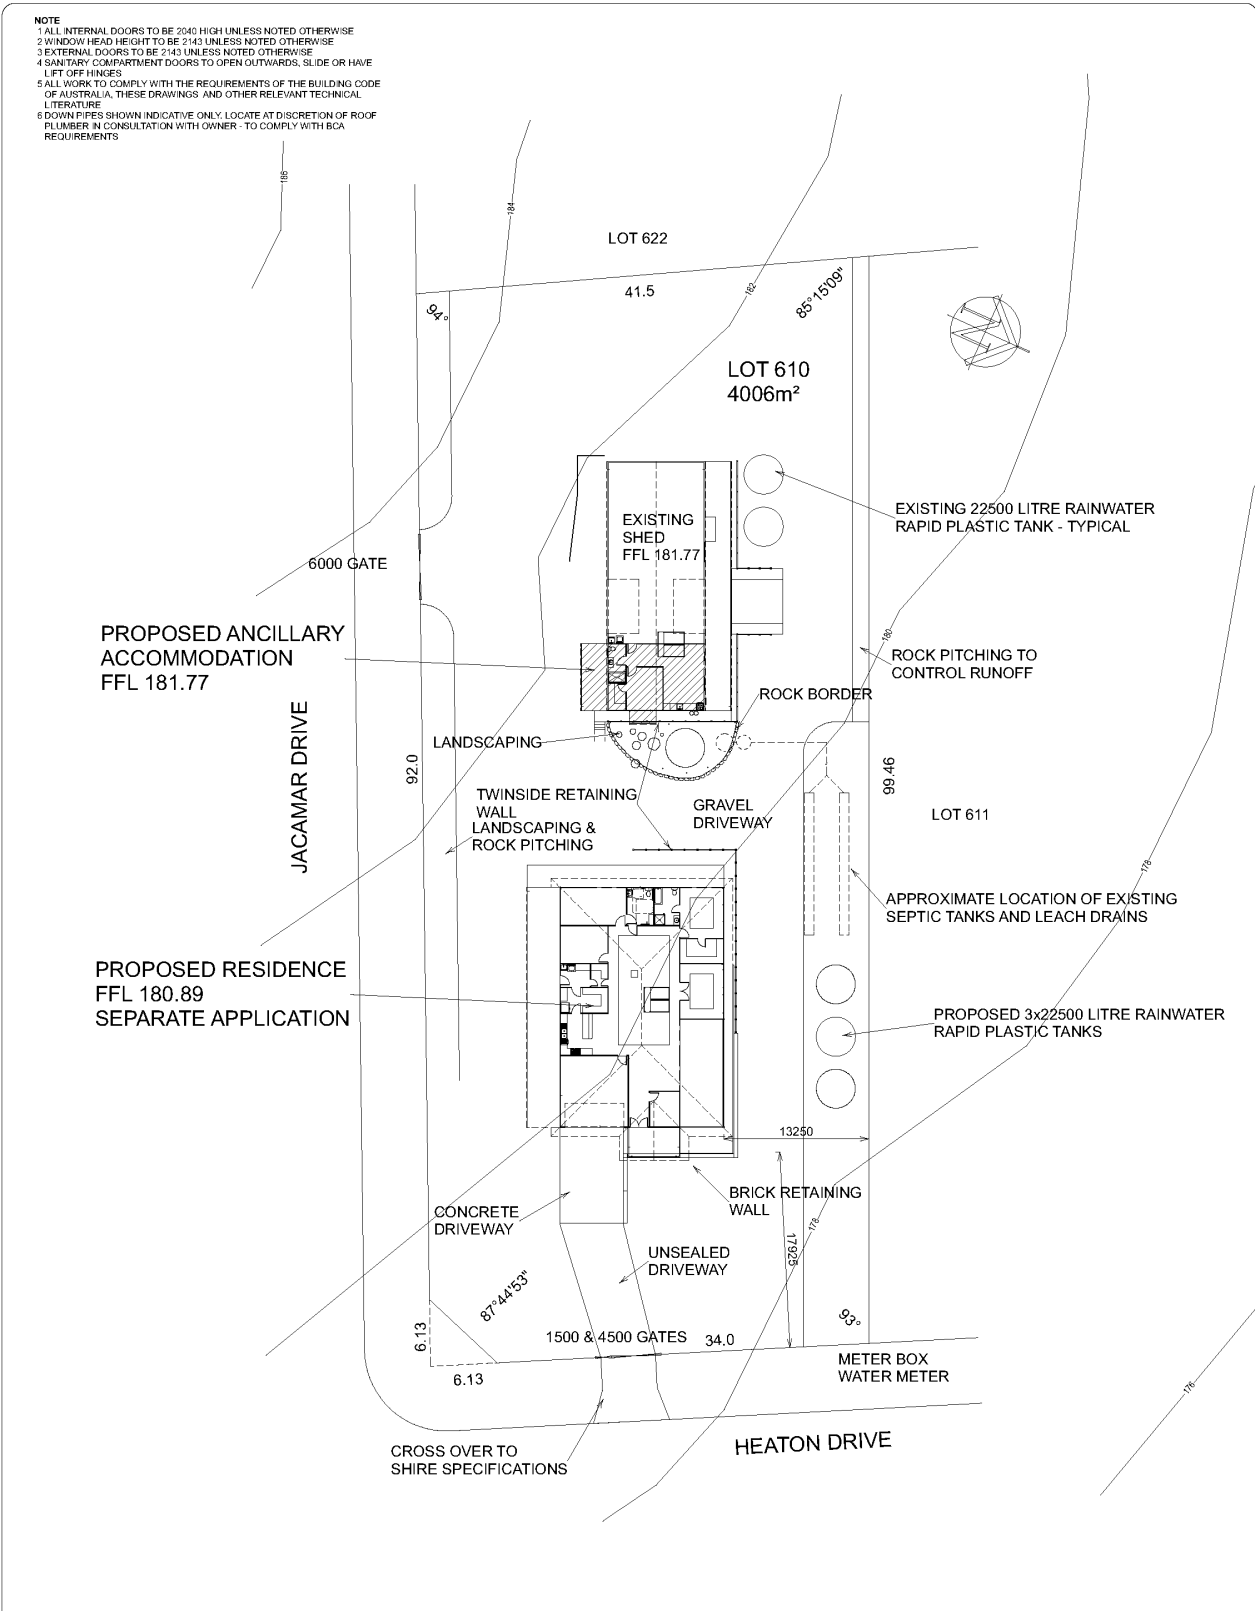 NOTE
1 ALL INTERNAL DOORS TO BE 2040 HIGH UNLESS NOTED OTHERWISE
2 WINDOW HEAD HEIGHT TO BE 2143 UNLESS NOTED OTHERWISE
3 EXTERNAL DOORS TO BE 2143 UNLESS NOTED OTHERWISE
4 SANITARY COMPARTMENT DOORS TO OPEN OUTWARDS, SLIDE OR HAVE
LIFT OFF HINGES
5 ALL WORK TO COMPLY WITH THE REQUIREMENTS OF THE BUILDING CODE
OF AUSTRALIA, THESE DRAWINGS AND OTHER RELEVANT TECHNICAL
LITERATURE
6 DOWN PIPES SHOWN INDICATIVE ONLY. LOCATE AT DISCRETION OF ROOF
PLUMBER IN CONSULTATION WITH OWNER - TO COMPLY WITH BCA
REQUIREMENTS
186
184
LOT 622
41.5
182
85°15'09"
94°
N
LOT 610
4006m²
EXISTING
SHED
FFL 181.77
EXISTING 22500 LITRE RAINWATER
RAPID PLASTIC TANK - TYPICAL
6000 GATE
PROPOSED ANCILLARY
ACCOMMODATION
FFL 181.77
180
ROCK PITCHING TO
CONTROL RUNOFF
ROCK BORDER
JACAMAR DRIVE
LANDSCAPING
92.0
99.46
TWINSIDE RETAINING
WALL
GRAVEL
DRIVEWAY
LOT 611
LANDSCAPING &
ROCK PITCHING
178
APPROXIMATE LOCATION OF EXISTING
SEPTIC TANKS AND LEACH DRAINS
PROPOSED RESIDENCE
FFL 180.89
SEPARATE APPLICATION
PROPOSED 3x22500 LITRE RAINWATER
RAPID PLASTIC TANKS
13250
BRICK RETAINING
WALL
CONCRETE
DRIVEWAY
178
17925
UNSEALED
DRIVEWAY
87°44'53"
93°
6.13
1500 & 4500 GATES
34.0
METER BOX
WATER METER
6.13
176
CROSS OVER TO
SHIRE SPECIFICATIONS
HEATON DRIVE